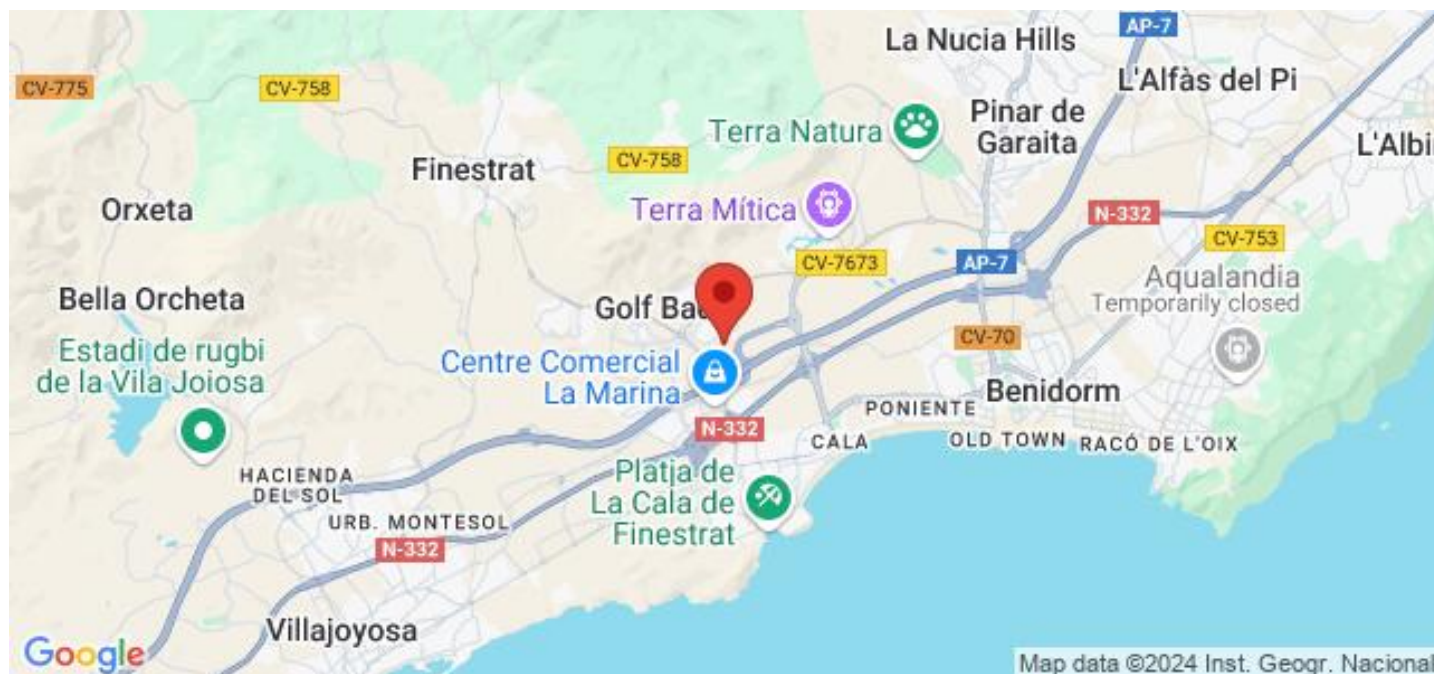 AP-7
La Nucia Hills
CV-775
CV-758
L'Alfàs del Pi
Terra Natura
Pinar de
Garaita
L'Albi
Finestrat
CV-758
Orxeta
Terra Mítica
N-332
CV-753
CV-7673
AP-7
Aqualandia
Temporarily closed
Bella Orcheta
Golf Ba
Estadi de rugbi
de la Vila Joiosa
CV-70
Centre Comercial
La Marina
Benidorm
PONIENTE
N-332
CALA
OLD TOWN
RACÓ DE L'OIX
HACIENDA
DEL SOL
Platja de
La Cala de
Finestrat
URB. MONTESOL
N-332
Villajoyosa
Google
Map data ©2024 Inst. Geogr. Nacional